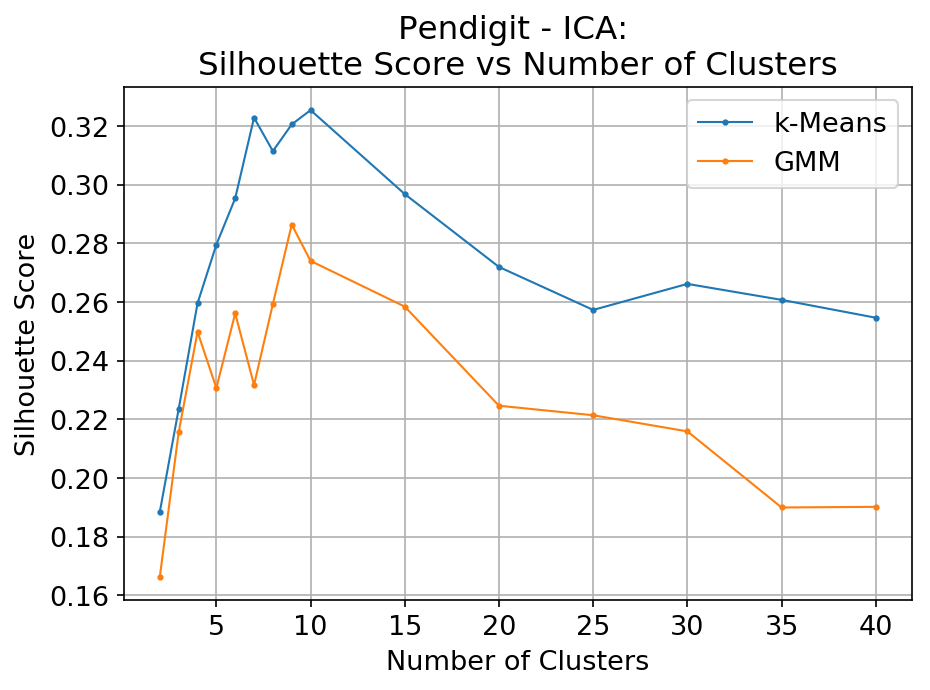 Pendigit - ICA:
Silhouette Score vs Number of Clusters
k-Means
GMM
Silhouette Score
0.32
0.30
0.28
0.26
0.24
0.22
0.20
0.18
0.16
5 10 15 20 25 30 35 40
Number of Clusters